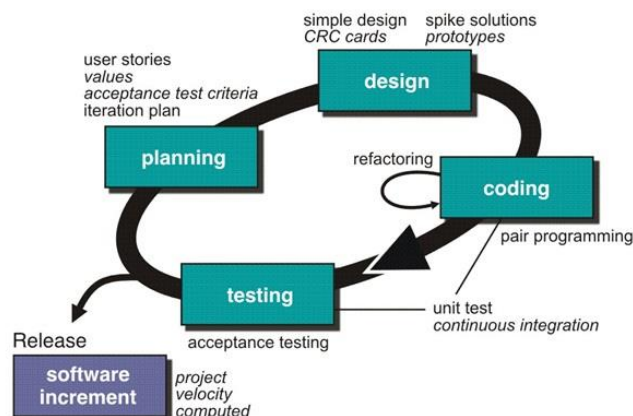 simple design
CRC cards
spike solutions
prototypes
user stories
values
acceptance test criteria
iteration plan
design
planning
refactoring
coding
pair programming
testing
unit test
continuous integration
acceptance testing
Release
software
increment
project
velocity
computed